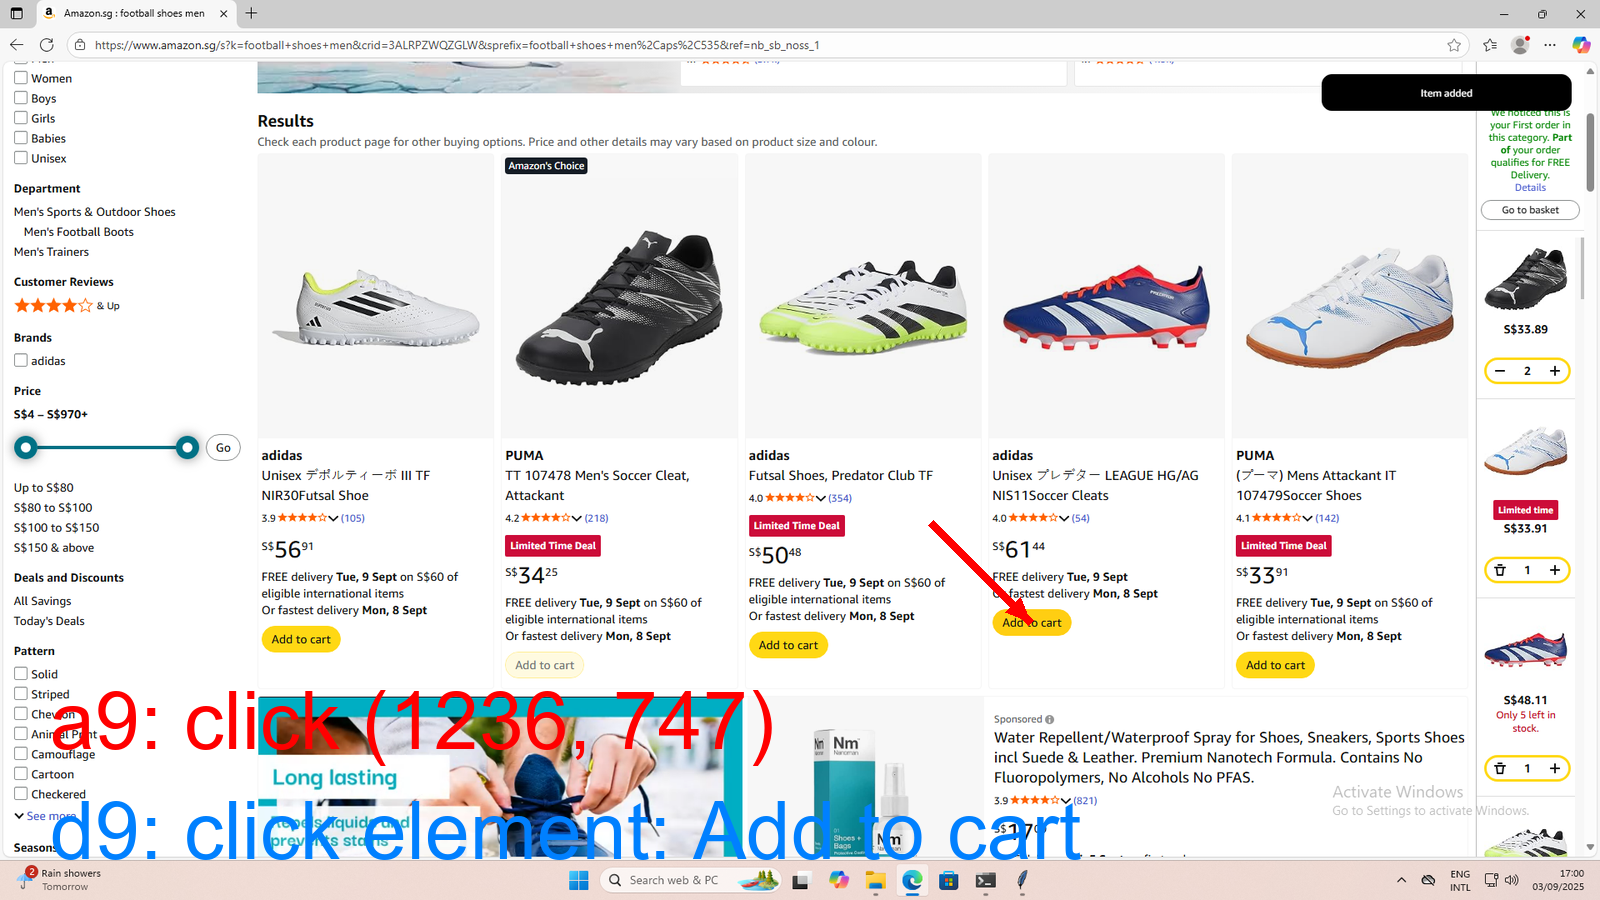 Amazon.sg : football shoes men
https://www.amazon.sg/s?k=football+shoes+men&crid=3ALRPZWQZGLW&sprefix=football+shoes+men%2Caps%2C535&ref=nb_sb_noss_1
Women
Boys
Girls
Babies
Unisex
Department
Men's Sports & Outdoor Shoes
Men's Football Boots
Men's Trainers
Customer Reviews
& Up
Brands
adidas
Price
S$4 – S$970+
Go
Up to S$80
S$80 to S$100
S$100 to S$150
S$150 & above
Deals and Discounts
All Savings
Today's Deals
Pattern
Solid
Striped
Chevron
Animal Print
Camouflage
Cartoon
Checkered
See more
Seasons
Results
Check each product page for other buying options. Price and other details may vary based on product size and colour.
adidas
Unisex デポルティーボ III TF
NIR30Futsal Shoe
3.9 (105)
S$56 91
FREE delivery Tue, 9 Sept on S$60 of
eligible international items
Or fastest delivery Mon, 8 Sept
Add to cart
Amazon's Choice
PUMA
TT 107478 Men's Soccer Cleat,
Attackant
4.2 (218)
Limited Time Deal
S$34 25
FREE delivery Tue, 9 Sept on S$60 of
eligible international items
Or fastest delivery Mon, 8 Sept
Add to cart
adidas
Futsal Shoes, Predator Club TF
4.0 (354)
Limited Time Deal
S$50 48
FREE delivery Tue, 9 Sept on S$60 of
eligible international items
Or fastest delivery Mon, 8 Sept
Add to cart
PREDATOR
adidas
Unisex プレデター LEAGUE HG/AG
NIS11Soccer Cleats
4.0 (54)
S$61 44
FREE delivery Tue, 9 Sept
Or fastest delivery Mon, 8 Sept
Add to cart
PUMA
(プーマ) Mens Attackant IT
107479Soccer Shoes
4.1 (142)
Limited Time Deal
S$33 91
FREE delivery Tue, 9 Sept on S$60 of
eligible international items
Or fastest delivery Mon, 8 Sept
Add to cart
Item added
We noticed this is
your First order in
this category. Part
of your order
qualifies for FREE
Delivery.
Details
Go to basket
S$33.89
2
Limited time
S$33.91
1
S$48.11
Only 5 left in
stock.
1
a9: click (1236, 747)
d9: click element: Add to cart
Long lasting
Repels liquids and
prevents stains
Nm
Nanoman
Shoes +
Bags
Nm
Sponsored
Water Repellent/Waterproof Spray for Shoes, Sneakers, Sports Shoes
incl Suede & Leather. Premium Nanotech Formula. Contains No
Fluoropolymers, No Alcohols No PFAS.
3.9 (821)
Activate Windows
Go to Settings to activate Windows.
2
Rain showers
Tomorrow
Search web & PC
ENG
INTL
17:00
03/09/2025